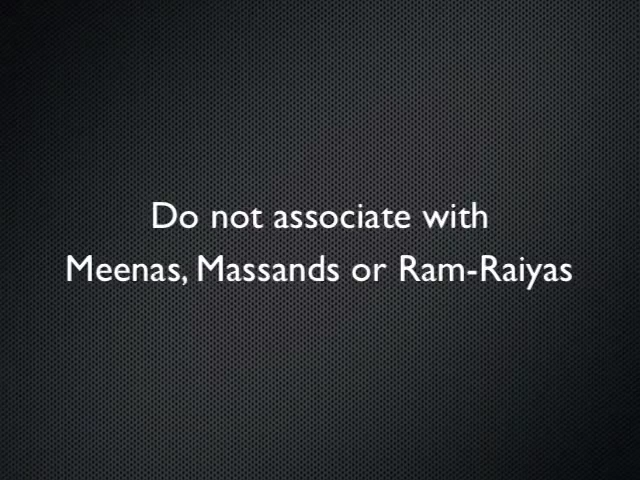 Do not associate with
Meenas, Massands or Ram-Raiyas